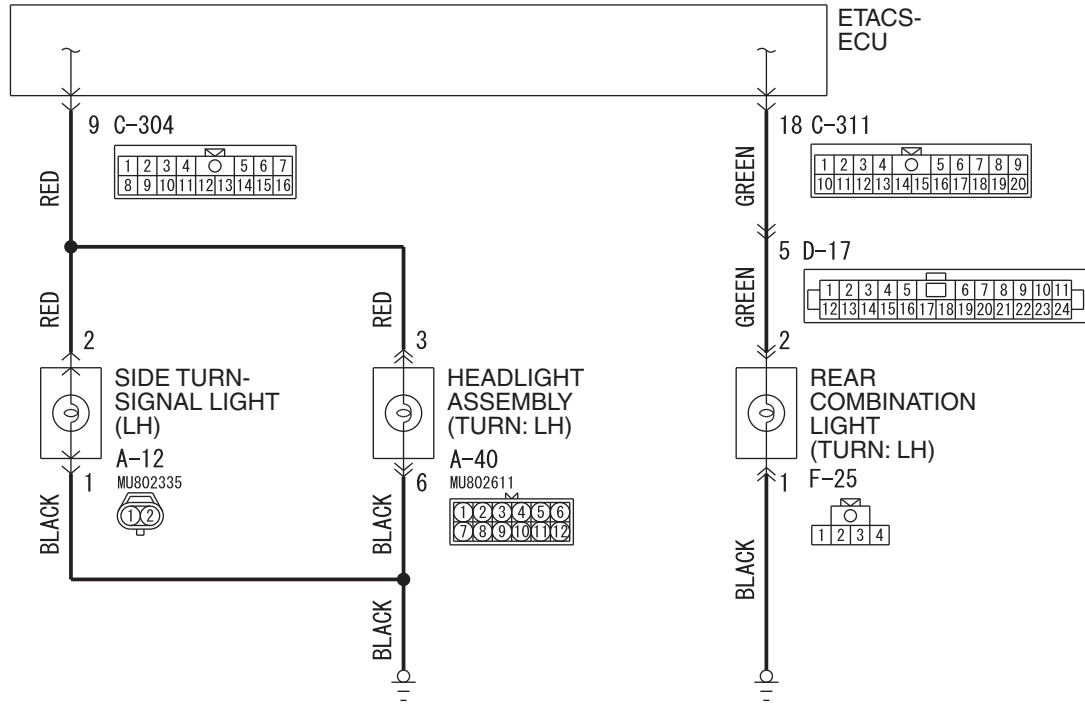 ETACS-
ECU
9 C-304
1 2 3 4 5 6 7
8 9 10 11 12 13 14 15 16
RED
18 C-311
1 2 3 4 5 6 7 8 9
10 11 12 13 14 15 16 17 18 19 20
GREEN
5 D-17
1 2 3 4 5 6 7 8 9 10 11
12 13 14 15 16 17 18 19 20 21 22 23 24
RED
RED
GREEN
2
SIDE TURN-
SIGNAL LIGHT
(LH)
A-12
MU802335
1
1 2
3
HEADLIGHT
ASSEMBLY
(TURN: LH)
A-40
MU802611
6
1 2 3 4 5 6
7 8 9 10 11 12
2
REAR
COMBINATION
LIGHT
(TURN: LH)
F-25
1
1 2 3 4
BLACK
BLACK
BLACK
BLACK